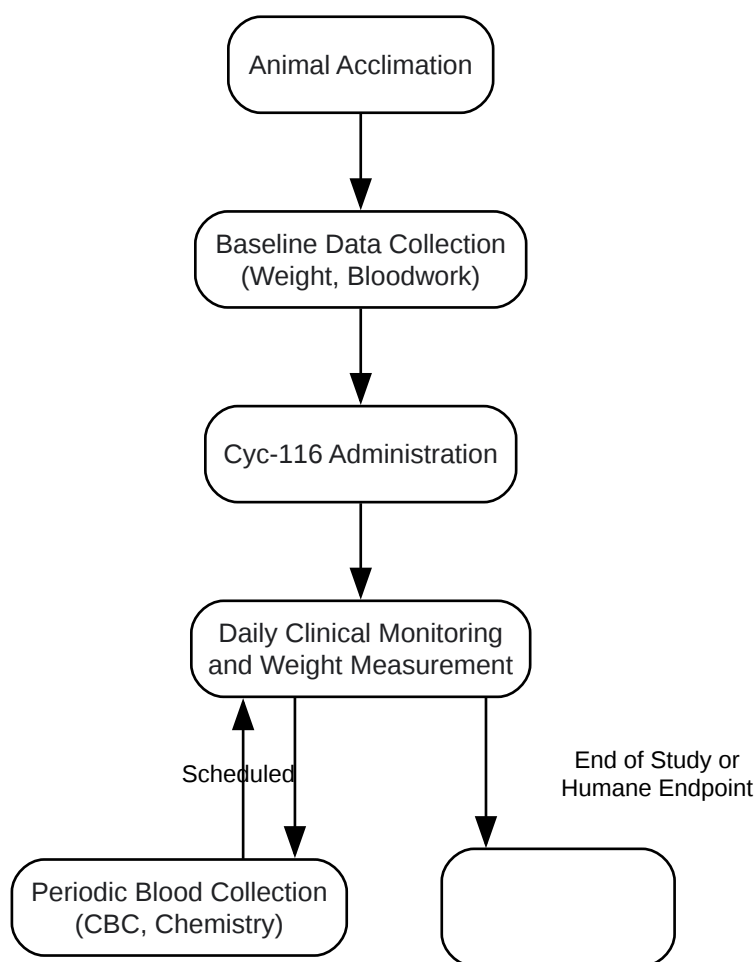 Animal Acclimation
Baseline Data Collection
(Weight, Bloodwork)
Cyc-116 Administration
Daily Clinical Monitoring
and Weight Measurement
Scheduled
End of Study or
Humane Endpoint
Periodic Blood Collection
(CBC, Chemistry)